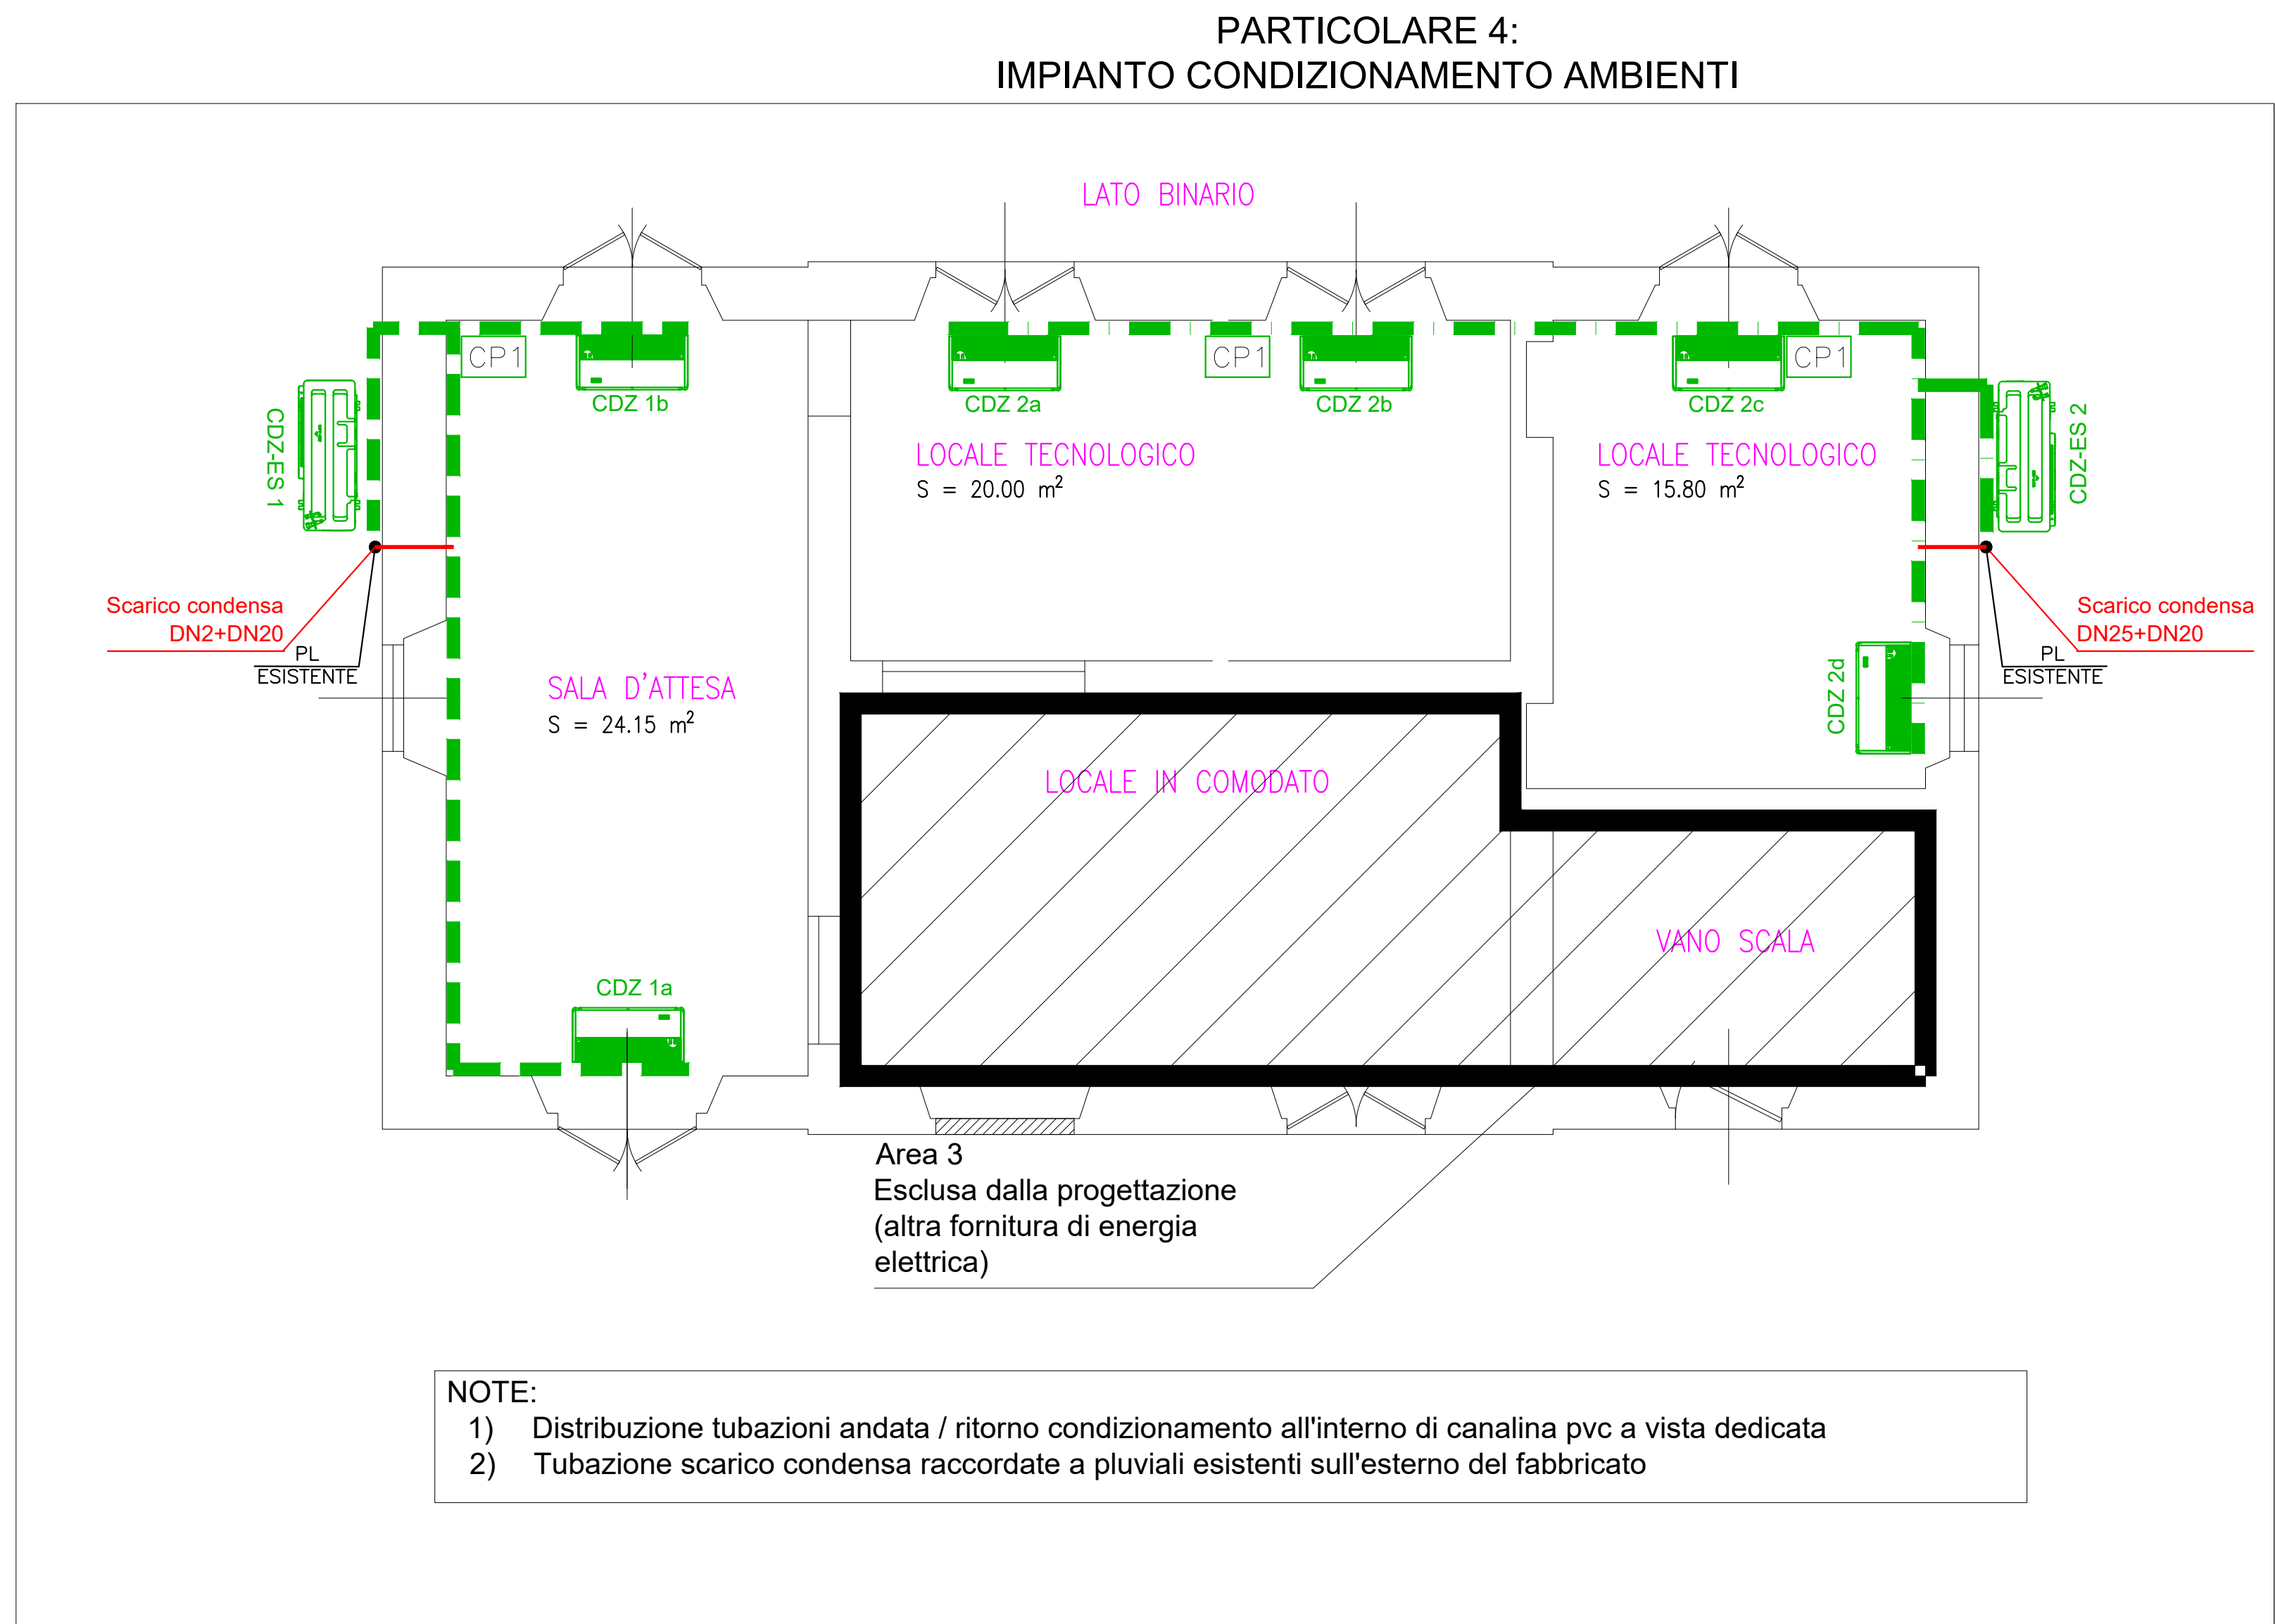 PARTICOLARE 4:
IMPIANTO CONDIZIONAMENTO AMBIENTI
LATO BINARIO
CP1
CDZ 1b
CDZ 2a
CP1
CDZ 2b
CDZ 2c
CP1
CDZ-ES 1
CDZ-ES 2
LOCALE TECNOLOGICO
S = 20.00 m²
LOCALE TECNOLOGICO
S = 15.80 m²
Scarico condensa
DN2+DN20
PL
ESISTENTE
Scarico condensa
DN25+DN20
PL
ESISTENTE
SALA D'ATTESA
S = 24.15 m²
CDZ 2d
LOCALE IN COMODATO
VANO SCALA
CDZ 1a
Area 3
Esclusa dalla progettazione
(altra fornitura di energia
elettrica)
NOTE:
1) Distribuzione tubazioni andata / ritorno condizionamento all'interno di canalina pvc a vista dedicata
2) Tubazione scarico condensa raccordate a pluviali esistenti sull'esterno del fabbricato